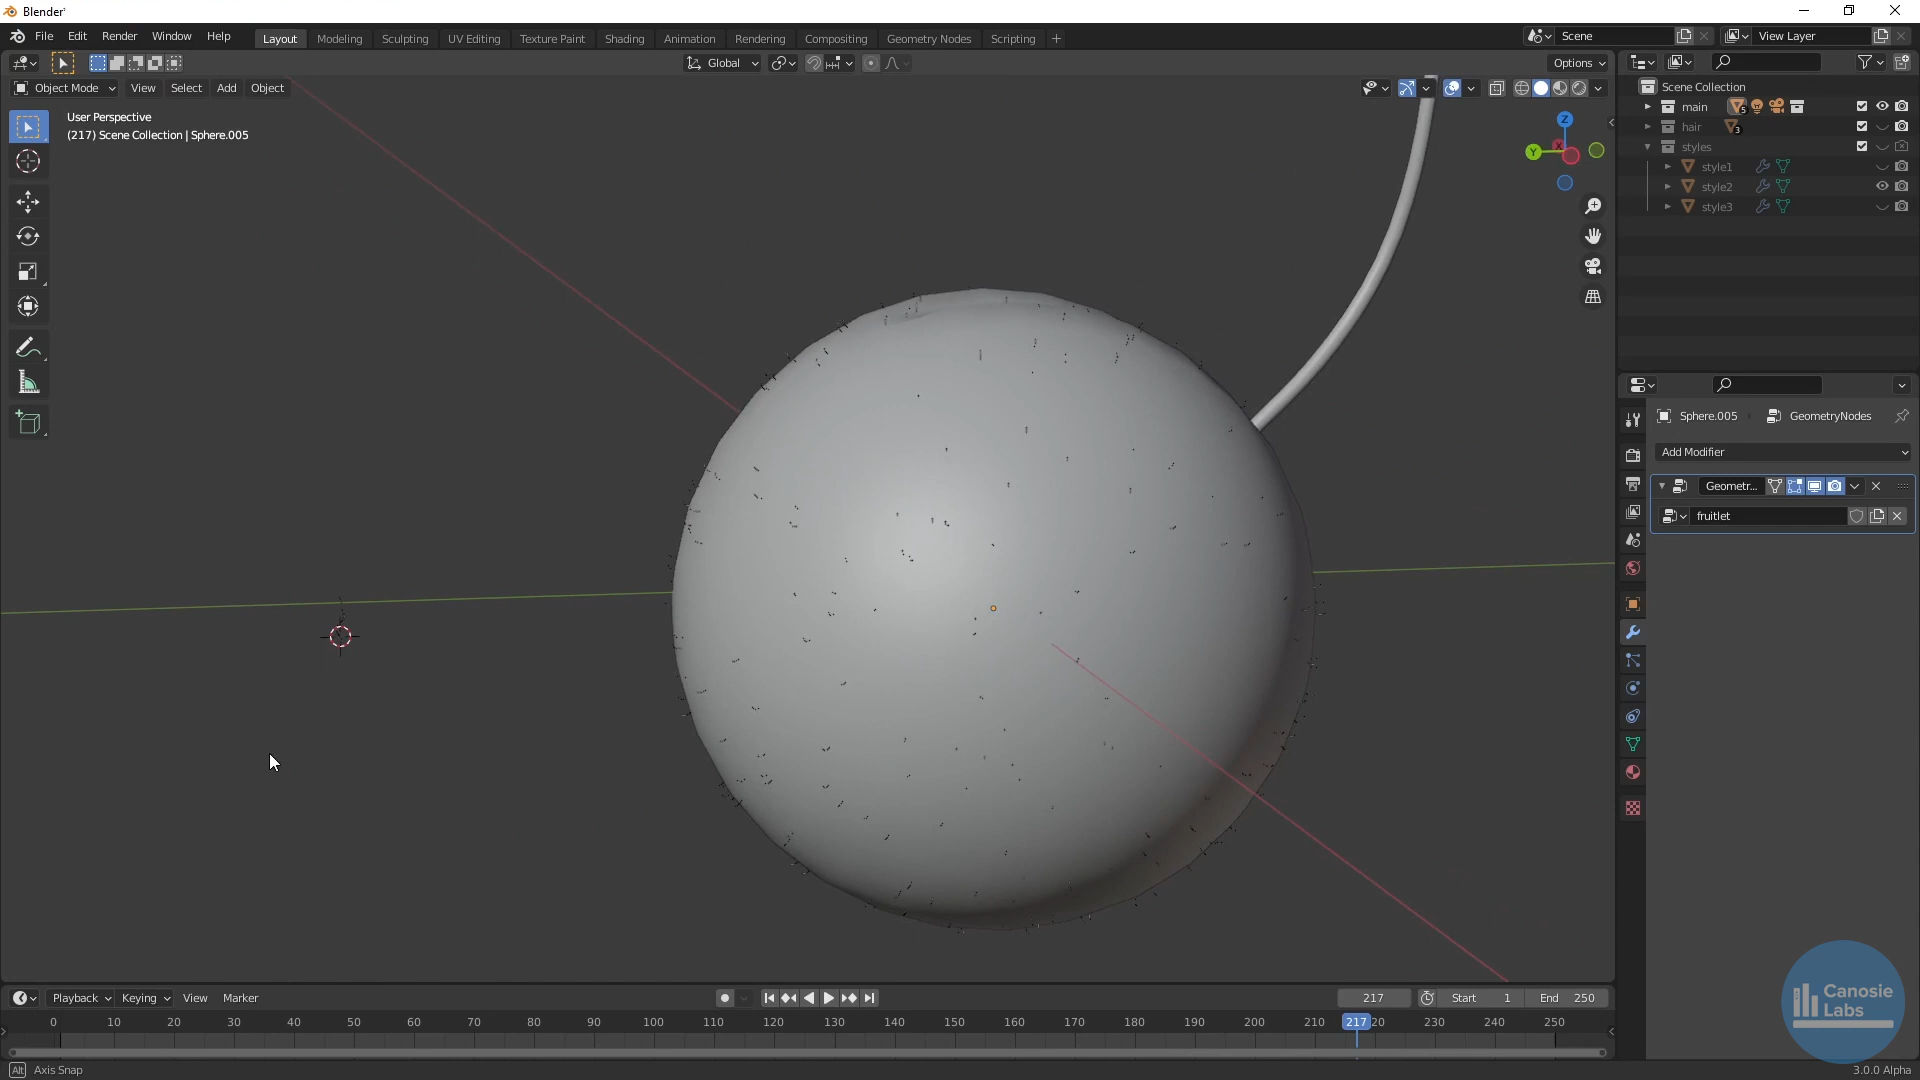 Blender
File Edit Render Window Help
Layout Modeling Sculpting UV Editing Texture Paint Shading Animation Rendering Compositing Geometry Nodes Scripting
Scene
View Layer
Global
Options
Object Mode View Select Add Object
User Perspective
(217) Scene Collection | Sphere.005
Z
X
Y
Scene Collection
main 5
hair 3
styles
style1
style2
style3
Sphere.005 GeometryNodes
Add Modifier
Geometr...
fruitlet
Playback Keying View Marker
217 Start 1 End 250
0 10 20 30 40 50 60 70 80 90 100 110 120 130 140 150 160 170 180 190 200 210 217 20 230 240 250
Alt Axis Snap
3.0.0 Alpha
Canosie
Labs